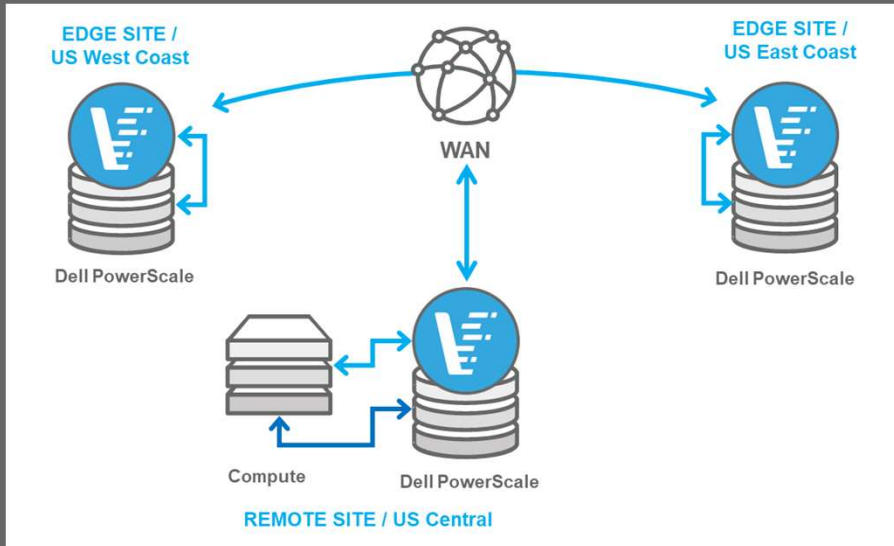 EDGE SITE /
US West Coast
EDGE SITE /
US East Coast
WAN
Dell PowerScale
Dell PowerScale
Compute
Dell PowerScale
REMOTE SITE / US Central